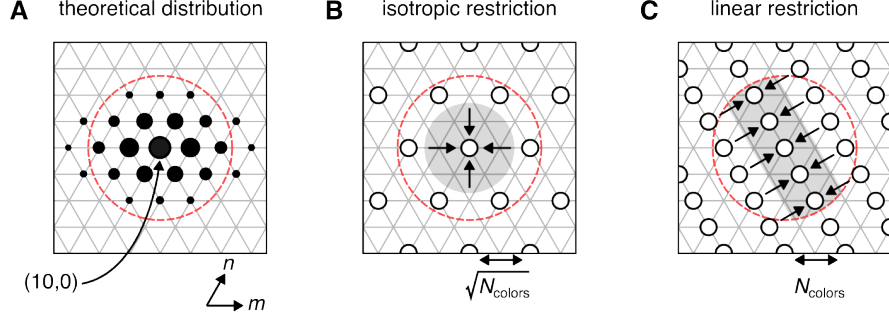 A theoretical distribution
B isotropic restriction
C linear restriction
(10,0)
n
m
√N_colors
N_colors